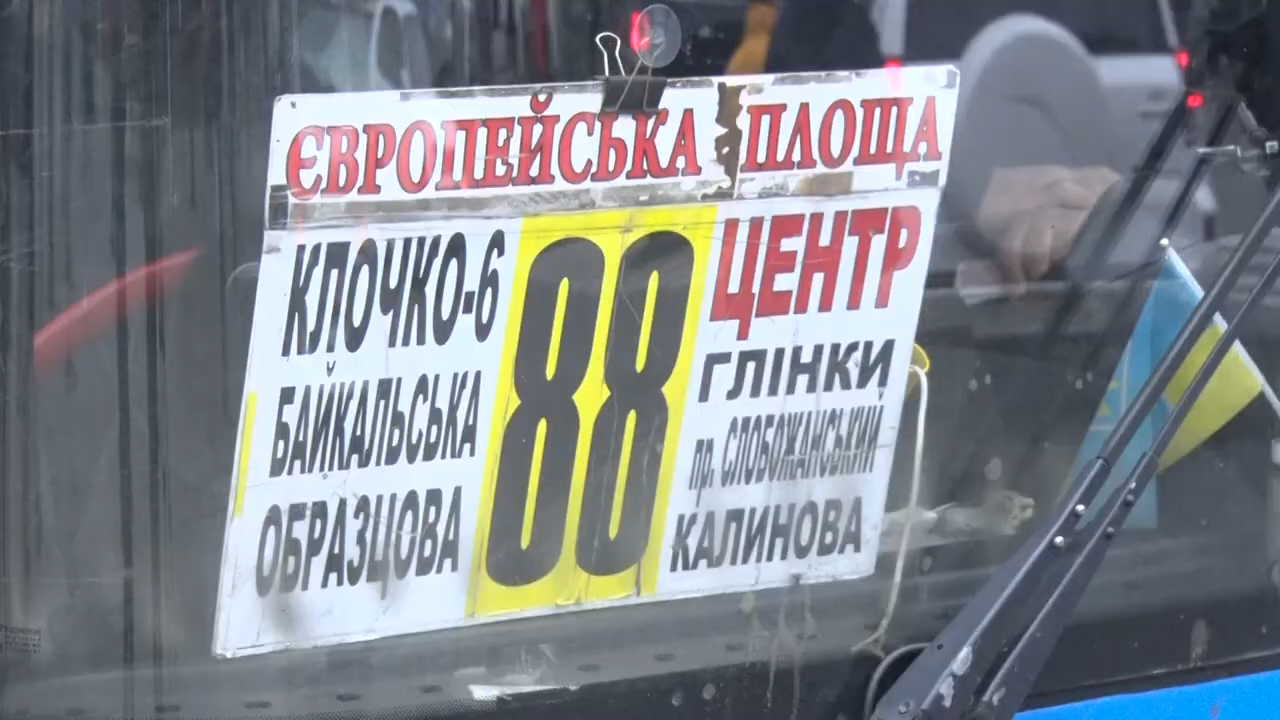 ЄВРОПЕЙСЬКА ПЛОЩА
КЛОЧКО-6
БАЙКАЛЬСЬКА
ОБРАЗЦОВА
88
ЦЕНТР
ГЛІНКИ
пр. СЛОБОЖАНСЬКИЙ
КАЛИНОВА